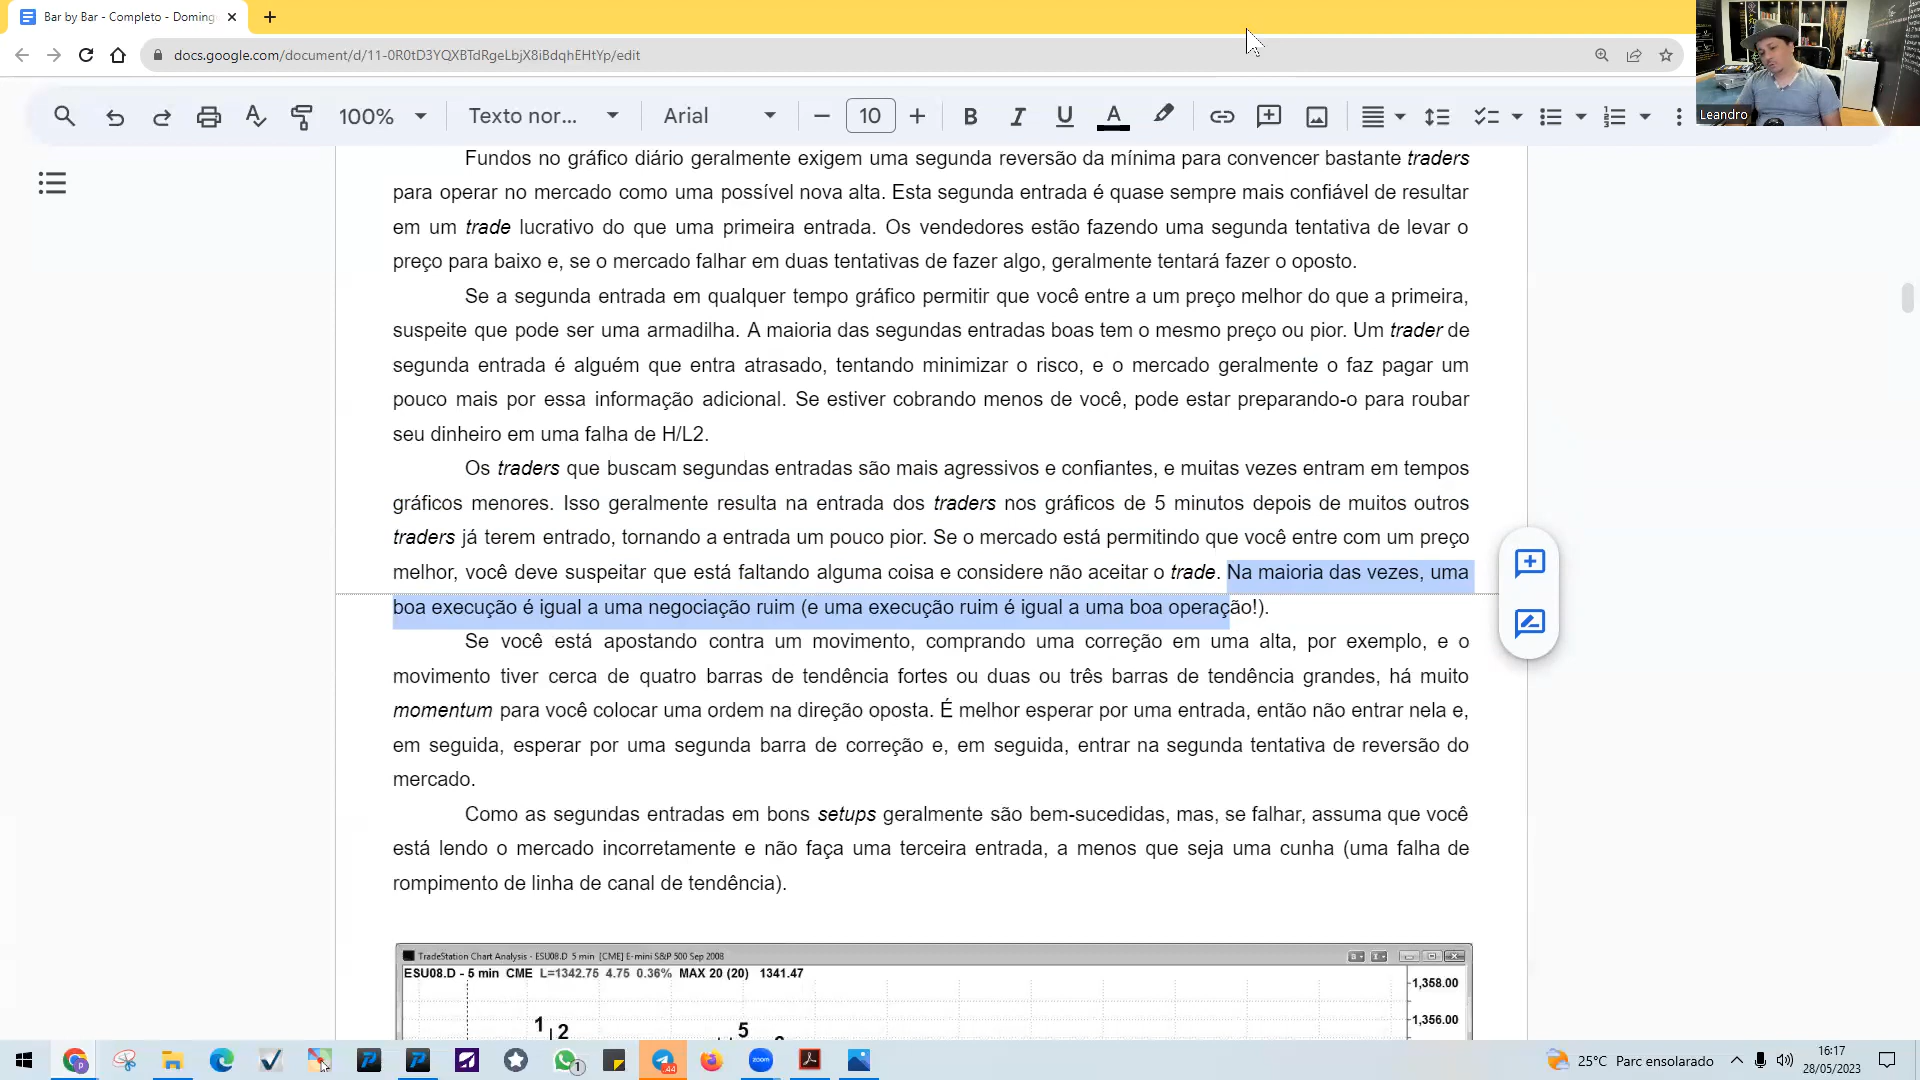 Bar by Bar - Completo - Doming
docs.google.com/document/d/11-0R0tD3YQXBTdRgeLbjX8iBdqhEHtYp/edit
Leandro
100%
Texto nor...
Arial
10
Fundos no gráfico diário geralmente exigem uma segunda reversão da mínima para convencer bastante traders
para operar no mercado como uma possível nova alta. Esta segunda entrada é quase sempre mais confiável de resultar
em um trade lucrativo do que uma primeira entrada. Os vendedores estão fazendo uma segunda tentativa de levar o
preço para baixo e, se o mercado falhar em duas tentativas de fazer algo, geralmente tentará fazer o oposto.
Se a segunda entrada em qualquer tempo gráfico permitir que você entre a um preço melhor do que a primeira,
suspeite que pode ser uma armadilha. A maioria das segundas entradas boas tem o mesmo preço ou pior. Um trader de
segunda entrada é alguém que entra atrasado, tentando minimizar o risco, e o mercado geralmente o faz pagar um
pouco mais por essa informação adicional. Se estiver cobrando menos de você, pode estar preparando-o para roubar
seu dinheiro em uma falha de H/L2.
Os traders que buscam segundas entradas são mais agressivos e confiantes, e muitas vezes entram em tempos
gráficos menores. Isso geralmente resulta na entrada dos traders nos gráficos de 5 minutos depois de muitos outros
traders já terem entrado, tornando a entrada um pouco pior. Se o mercado está permitindo que você entre com um preço
melhor, você deve suspeitar que está faltando alguma coisa e considere não aceitar o trade. Na maioria das vezes, uma
boa execução é igual a uma negociação ruim (e uma execução ruim é igual a uma boa operação!).
Se você está apostando contra um movimento, comprando uma correção em uma alta, por exemplo, e o
movimento tiver cerca de quatro barras de tendência fortes ou duas ou três barras de tendência grandes, há muito
momentum para você colocar uma ordem na direção oposta. É melhor esperar por uma entrada, então não entrar nela e,
em seguida, esperar por uma segunda barra de correção e, em seguida, entrar na segunda tentativa de reversão do
mercado.
Como as segundas entradas em bons setups geralmente são bem-sucedidas, mas, se falhar, assuma que você
está lendo o mercado incorretamente e não faça uma terceira entrada, a menos que seja uma cunha (uma falha de
rompimento de linha de canal de tendência).
TradeStation Chart Analysis - ESU08.D 5 min [CME] E-mini S&P 500 Sep 2008
ESU08.D - 5 min CME L=1342.75 4.75 0.36% MAX 20 (20) 1341.47
1,358.00
1,356.00
1
2
5
1
44
zoom
25°C Parc ensolarado
16:17
28/05/2023